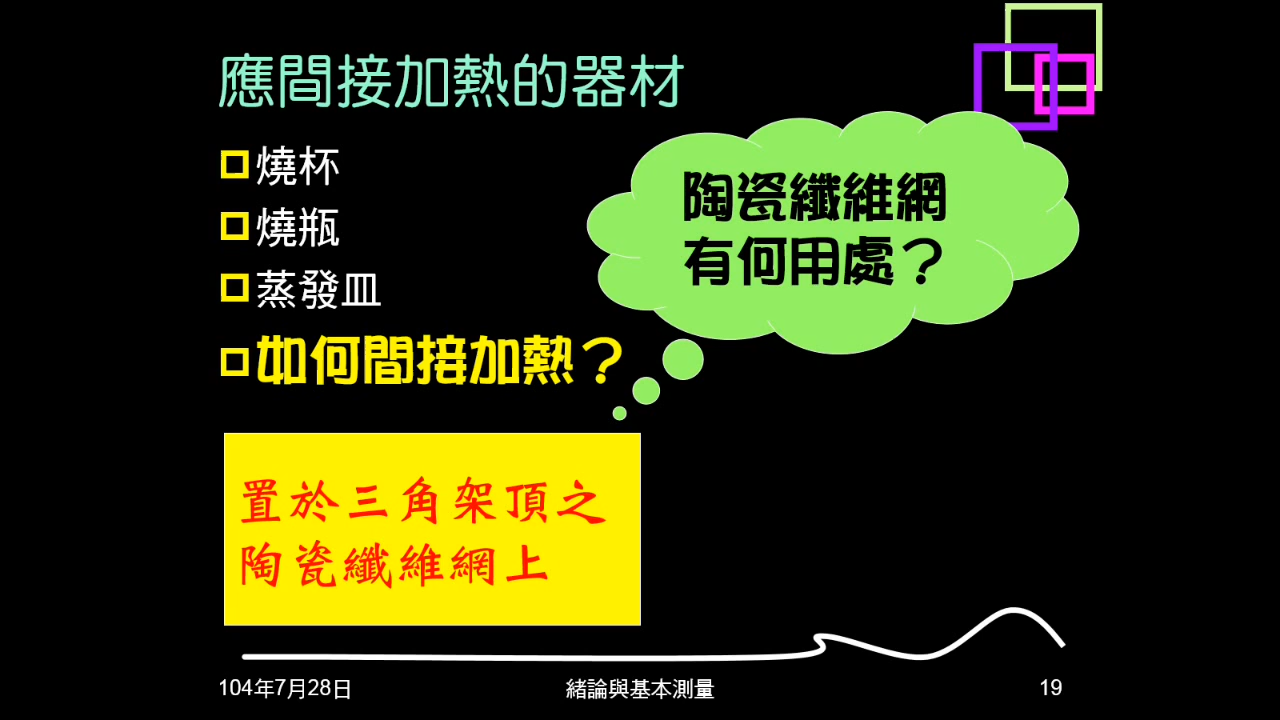 應間接加熱的器材
燒杯
燒瓶
蒸發皿
如何間接加熱？
陶瓷纖維網
有何用處？
置於三角架頂之
陶瓷纖維網上
104年7月28日
緒論與基本測量
19